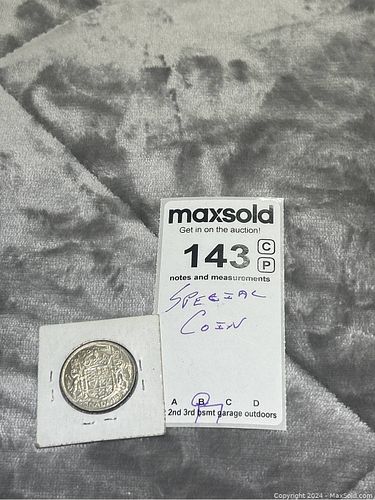 maxsold
Get in on the auction!
143 C
P
notes and measurements
SPECIAL
COIN
A B C D
2nd 3rd bsmt garage outdoors
Copyright 2024 - MaxSold.com